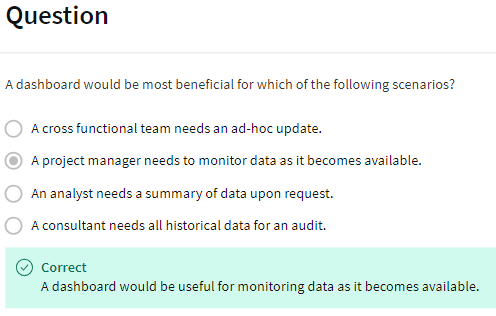 Question
A dashboard would be most beneficial for which of the following scenarios?
A cross functional team needs an ad-hoc update.
A project manager needs to monitor data as it becomes available.
An analyst needs a summary of data upon request.
A consultant needs all historical data for an audit.
Correct
A dashboard would be useful for monitoring data as it becomes available.